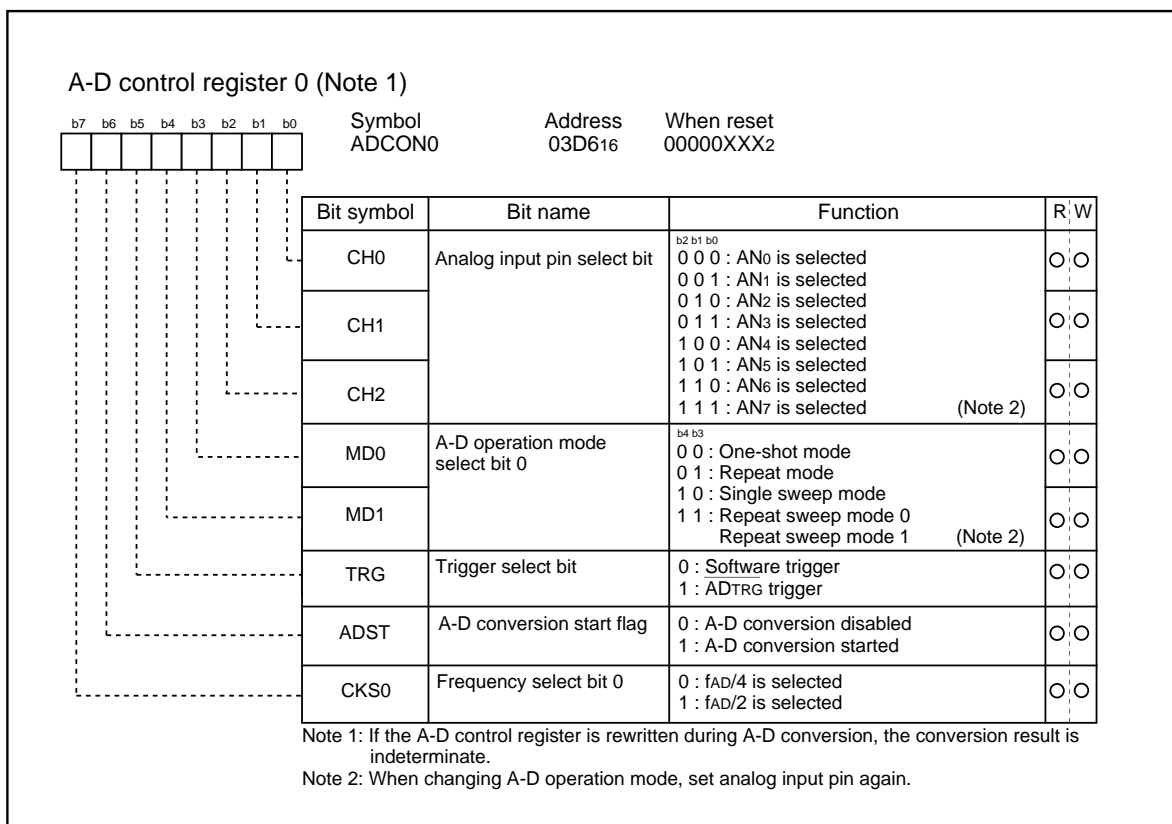 A-D control register 0 (Note 1)
b7 b6 b5 b4 b3 b2 b1 b0
Symbol Address When reset
ADCON0 03D616 00000XXX2
Bit symbol Bit name Function R W
CH0 Analog input pin select bit
b2 b1 b0
0 0 0 : AN0 is selected
0 0 1 : AN1 is selected
0 1 0 : AN2 is selected
CH1
0 1 1 : AN3 is selected
1 0 0 : AN4 is selected
1 0 1 : AN5 is selected
CH2
1 1 0 : AN6 is selected
1 1 1 : AN7 is selected (Note 2)
MD0 A-D operation mode
select bit 0
b4 b3
0 0 : One-shot mode
0 1 : Repeat mode
MD1
1 0 : Single sweep mode
1 1 : Repeat sweep mode 0
Repeat sweep mode 1 (Note 2)
TRG Trigger select bit
0 : Software trigger
1 : ADTRG trigger
ADST A-D conversion start flag
0 : A-D conversion disabled
1 : A-D conversion started
CKS0 Frequency select bit 0
0 : fAD/4 is selected
1 : fAD/2 is selected
Note 1: If the A-D control register is rewritten during A-D conversion, the conversion result is
indeterminate.
Note 2: When changing A-D operation mode, set analog input pin again.